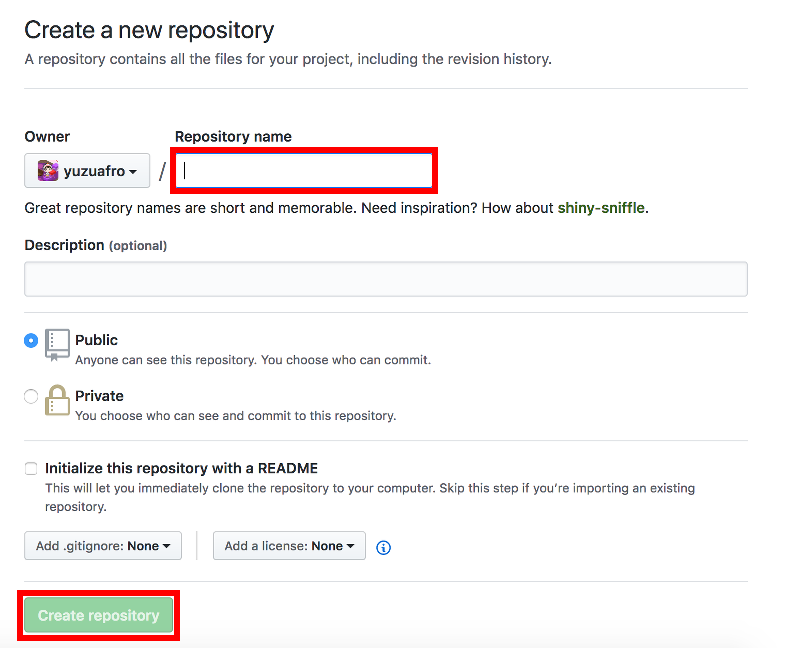 Create a new repository
A repository contains all the files for your project, including the revision history.
Owner
Repository name
yuzuafro /
Great repository names are short and memorable. Need inspiration? How about shiny-sniffle.
Description (optional)
Public
Anyone can see this repository. You choose who can commit.
Private
You choose who can see and commit to this repository.
Initialize this repository with a README
This will let you immediately clone the repository to your computer. Skip this step if you’re importing an existing
repository.
Add .gitignore: None
Add a license: None
Create repository